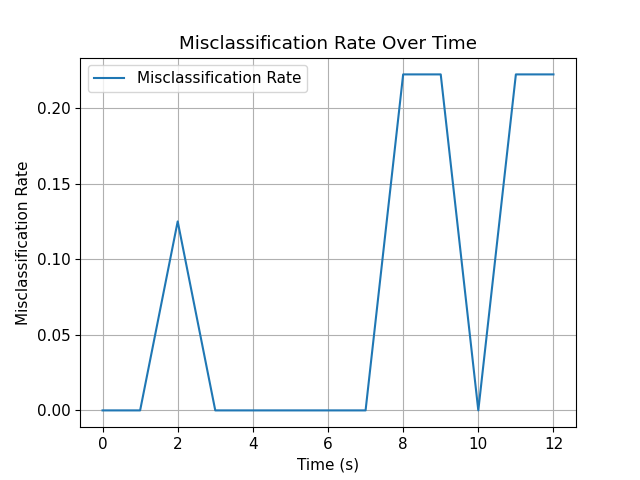 Misclassification Rate Over Time
Misclassification Rate
0.20
0.15
0.10
0.05
0.00
Misclassification Rate
0 2 4 6 8 10 12
Time (s)